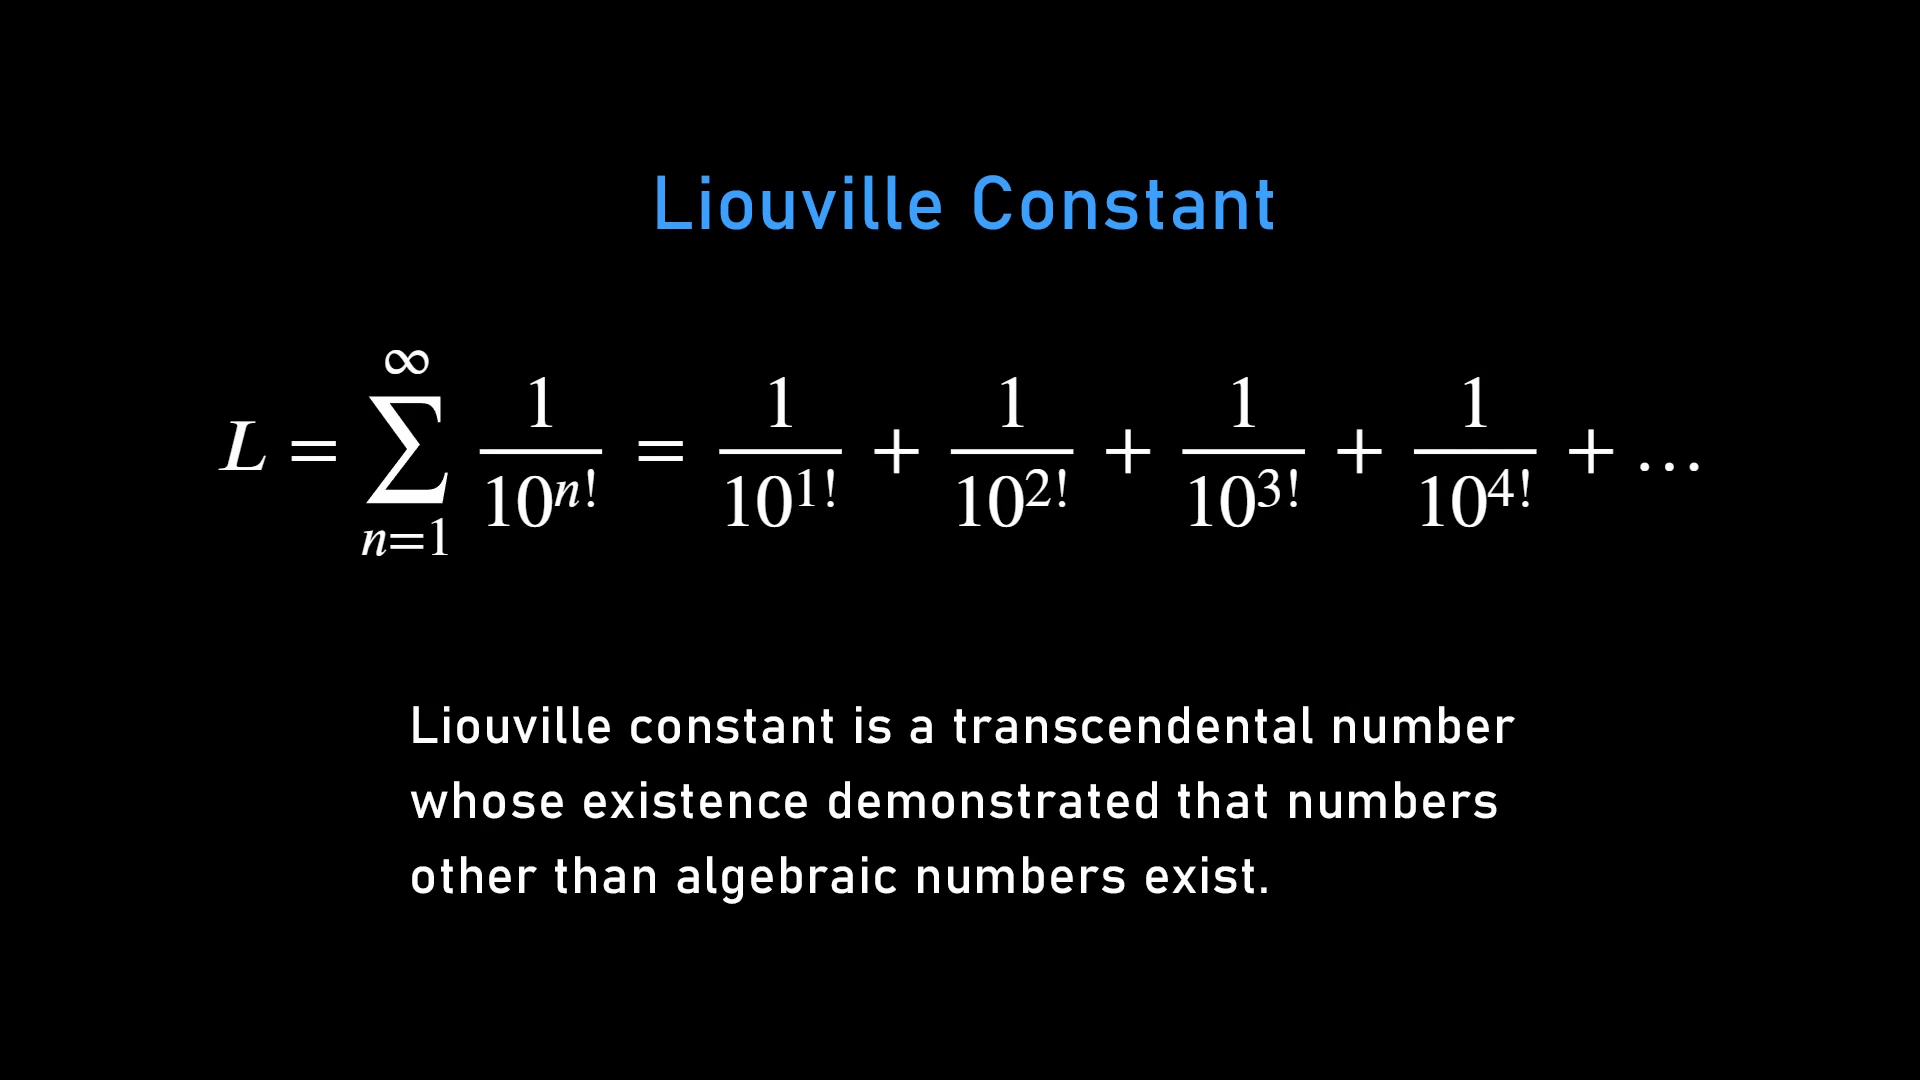 Liouville Constant
L = ∑_{n=1}^{∞} 1/10^{n!} = 1/10^{1!} + 1/10^{2!} + 1/10^{3!} + 1/10^{4!} + …
Liouville constant is a transcendental number
whose existence demonstrated that numbers
other than algebraic numbers exist.